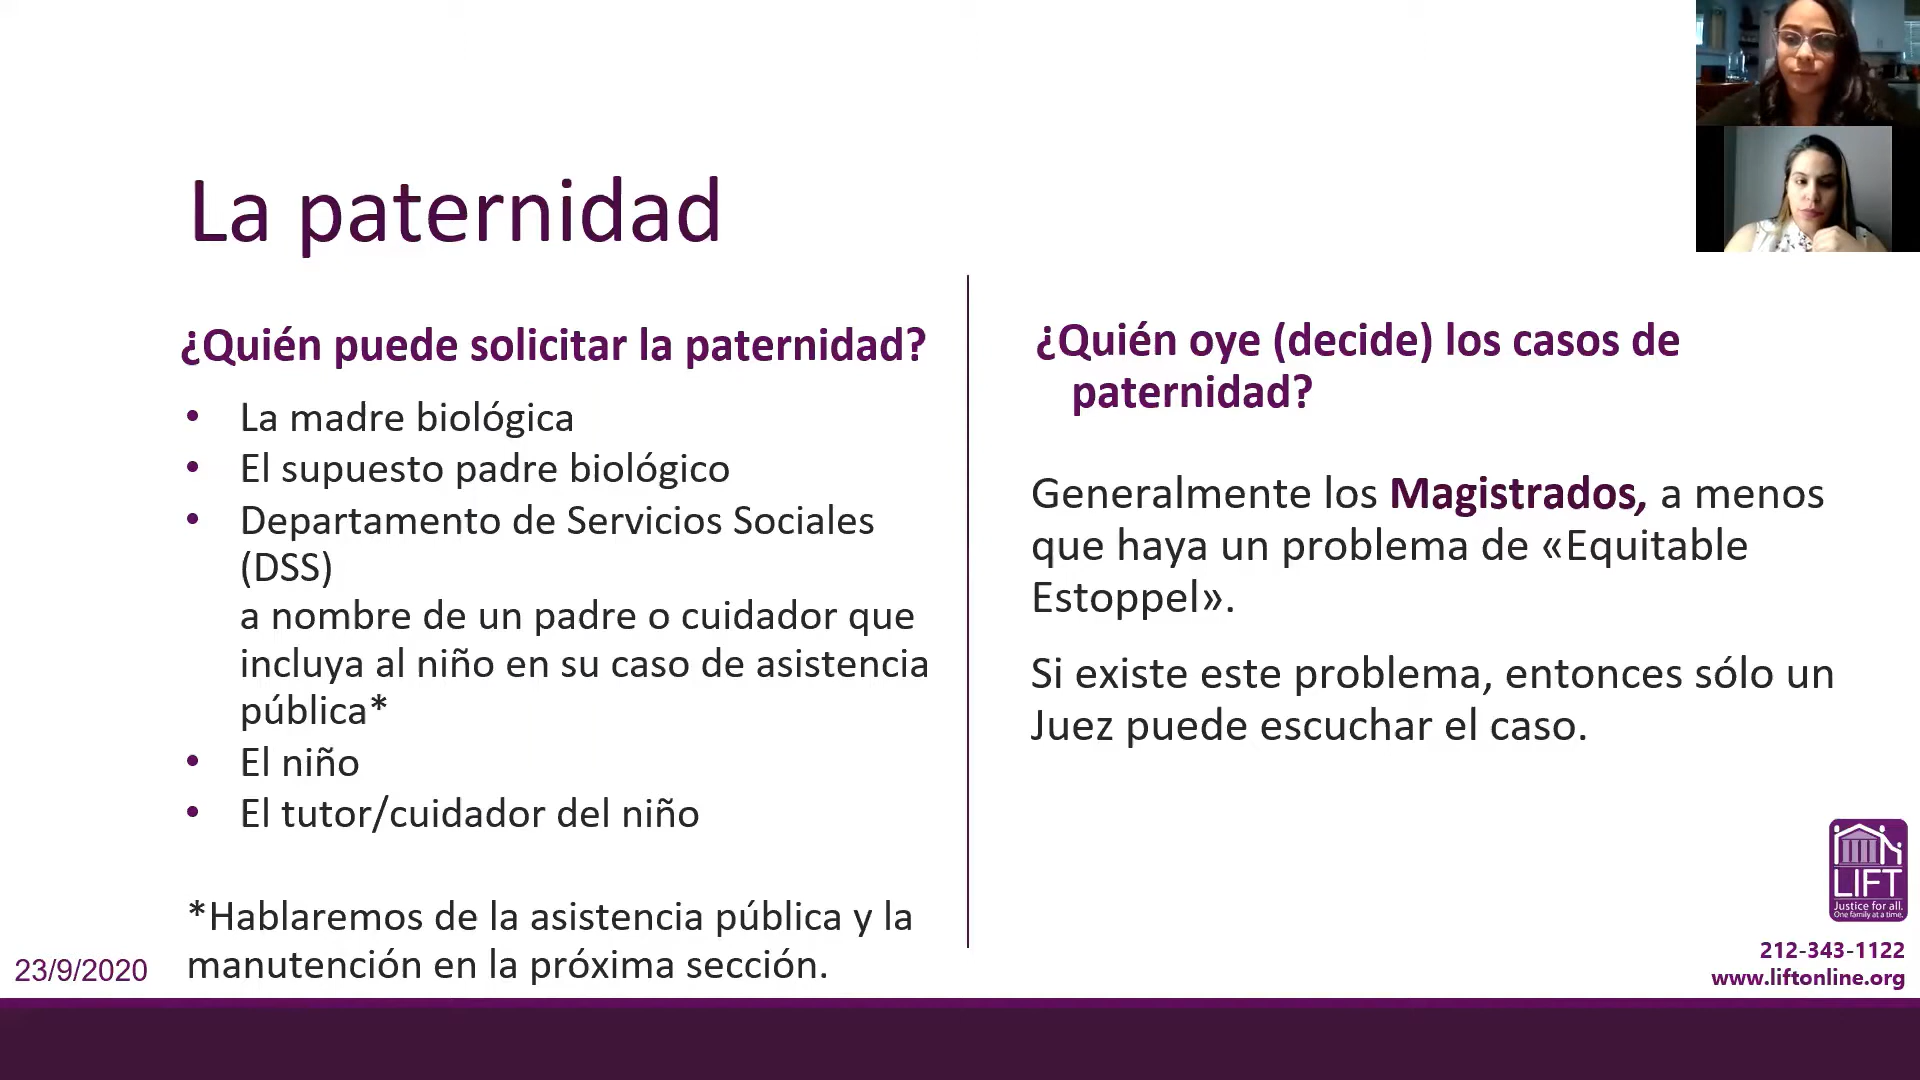 La paternidad
¿Quién puede solicitar la paternidad?
• La madre biológica
• El supuesto padre biológico
• Departamento de Servicios Sociales
(DSS)
a nombre de un padre o cuidador que
incluya al niño en su caso de asistencia
pública*
• El niño
• El tutor/cuidador del niño
*Hablaremos de la asistencia pública y la
manutención en la próxima sección.
¿Quién oye (decide) los casos de
paternidad?
Generalmente los Magistrados, a menos
que haya un problema de «Equitable
Estoppel».
Si existe este problema, entonces sólo un
Juez puede escuchar el caso.
LIFT
Justice for all.
One family at a time.
212-343-1122
www.liftonline.org
23/9/2020